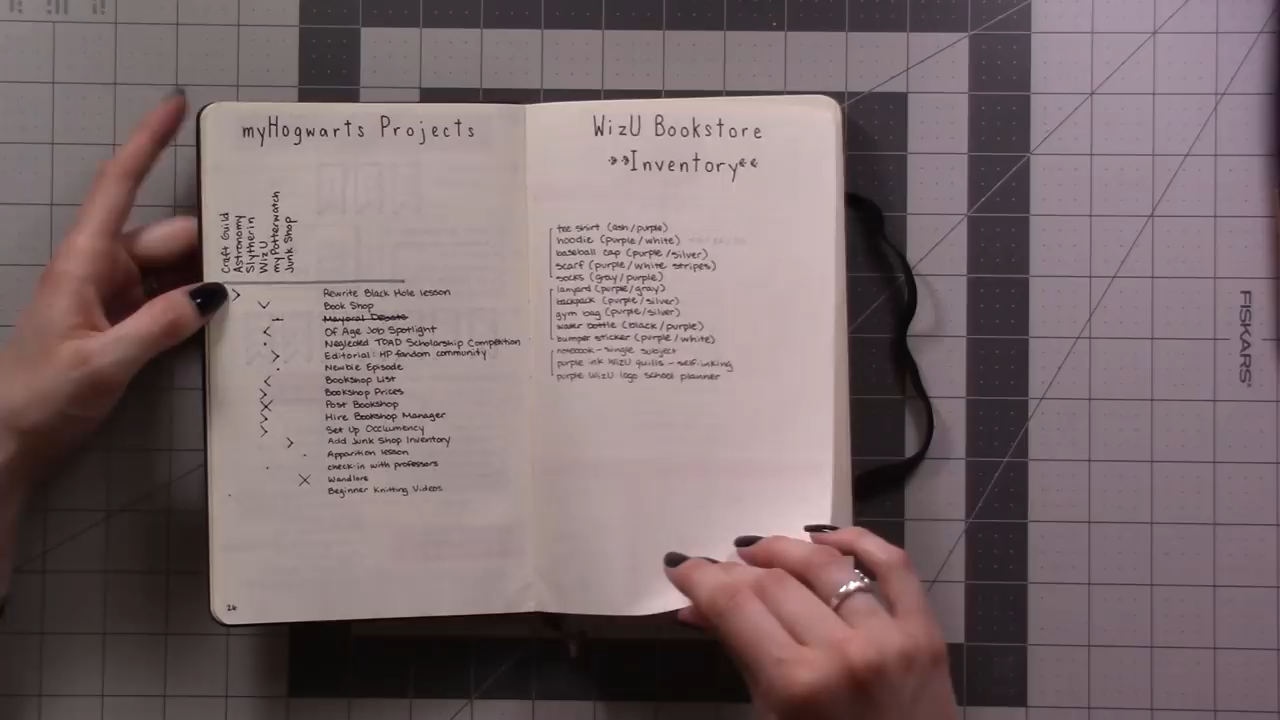 myHogwarts Projects
Craft Guild
Astronomy
Slytherin
WizU
myPotterwatch
Junk Shop
Rewrite Black Hole lesson
Book Shop
Mayoral Debate
Of Age Job Spotlight
Neglected TOAD Scholarship Competition
Editorial: HP fandom community
Newbie Episode
Bookshop List
Bookshop Prices
Post Bookshop
Hire Bookshop Manager
Set Up Occlumency
Add Junk Shop Inventory
Apparition lesson
check-in with professors
Wandlore
Beginner Knitting Videos
WizU Bookstore
Inventory
tee shirt (ash/purple)
hoodie (purple/white)
baseball cap (purple/silver)
scarf (purple/white stripes)
socks (gray/purple)
lanyard (purple/gray)
backpack (purple/silver)
gym bag (purple/silver)
water bottle (black/purple)
bumper sticker (purple/white)
notebook - single subject
purple ink WizU quills - self-inking
purple WizU logo school planner
FISKARS